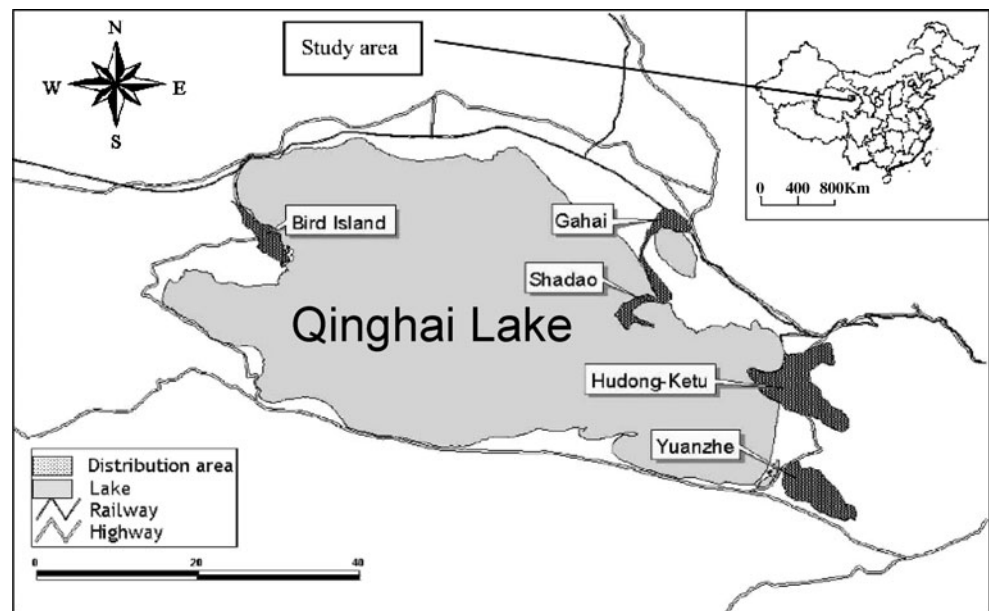 N
W E
S
Study area
0 400 800Km
Bird Island
Gahai
Shadao
Qinghai Lake
Hudong-Ketu
Yuanzhe
Distribution area
Lake
Railway
Highway
0 20 40